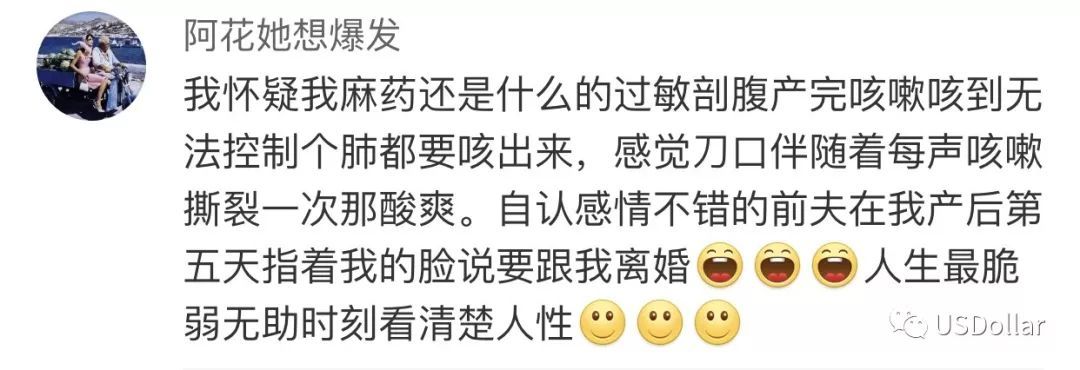 阿花她想爆发
我怀疑我麻药还是什么的过敏剖腹产完咳嗽咳到无
法控制个肺都要咳出来，感觉刀口伴随着每声咳嗽
撕裂一次那酸爽。自认感情不错的前夫在我产后第
五天指着我的脸说要跟我离婚😄😄😄人生最脆
弱无助时刻看清楚人性🙂🙂🙂
USDollar